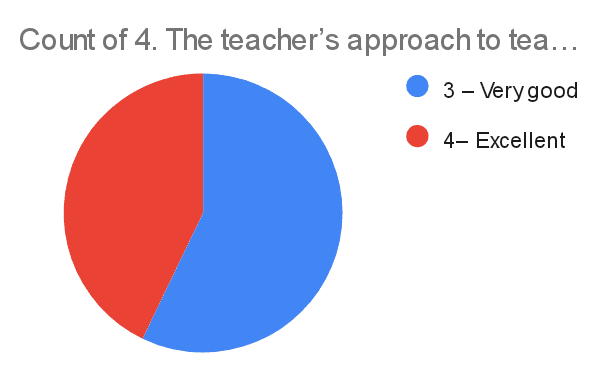 Count of 4. The teacher’s approach to tea…
3 – Very good
4– Excellent